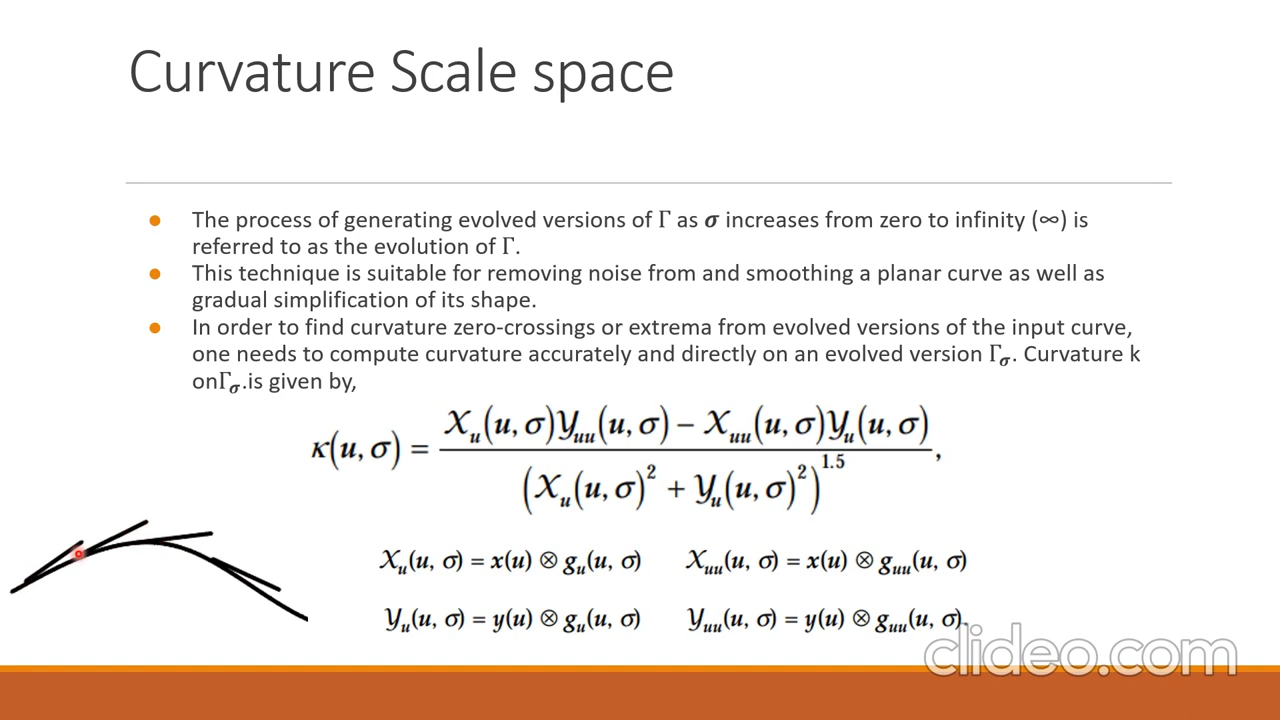 Curvature Scale space
● The process of generating evolved versions of Γ as σ increases from zero to infinity (∞) is
referred to as the evolution of Γ.
● This technique is suitable for removing noise from and smoothing a planar curve as well as
gradual simplification of its shape.
● In order to find curvature zero-crossings or extrema from evolved versions of the input curve,
one needs to compute curvature accurately and directly on an evolved version Γσ. Curvature k
onΓσ.is given by,
κ(u, σ) = (Xu(u, σ)Yuu(u, σ) − Xuu(u, σ)Yu(u, σ)) / (Xu(u, σ)² + Yu(u, σ)²)^1.5,
Xu(u, σ) = x(u) ⊗ gu(u, σ) Xuu(u, σ) = x(u) ⊗ guu(u, σ)
Yu(u, σ) = y(u) ⊗ gu(u, σ) Yuu(u, σ) = y(u) ⊗ guu(u, σ).
clideo.com